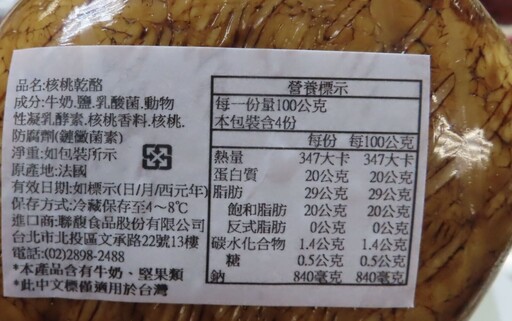 品名:核桃乾酪
成分:牛奶.鹽.乳酸菌.動物
性凝乳酵素.核桃香料.核桃.
防腐劑(鏈黴菌素)
淨重:如包裝所示
原產地:法國
有效日期:如標示(日/月/西元年)
保存方式:冷藏保存至4~8℃
進口商:聯馥食品股份有限公司
台北市北投區文承路22號13樓
電話:(02)2898-2488
*本產品含有牛奶、堅果類
*此中文標僅適用於台灣
營養標示
每一份量100公克
本包裝含4份
每份 每100公克
熱量 347大卡 347大卡
蛋白質 20公克 20公克
脂肪 29公克 29公克
飽和脂肪 20公克 20公克
反式脂肪 0公克 0公克
碳水化合物 1.4公克 1.4公克
糖 0.5公克 0.5公克
鈉 840毫克 840毫克